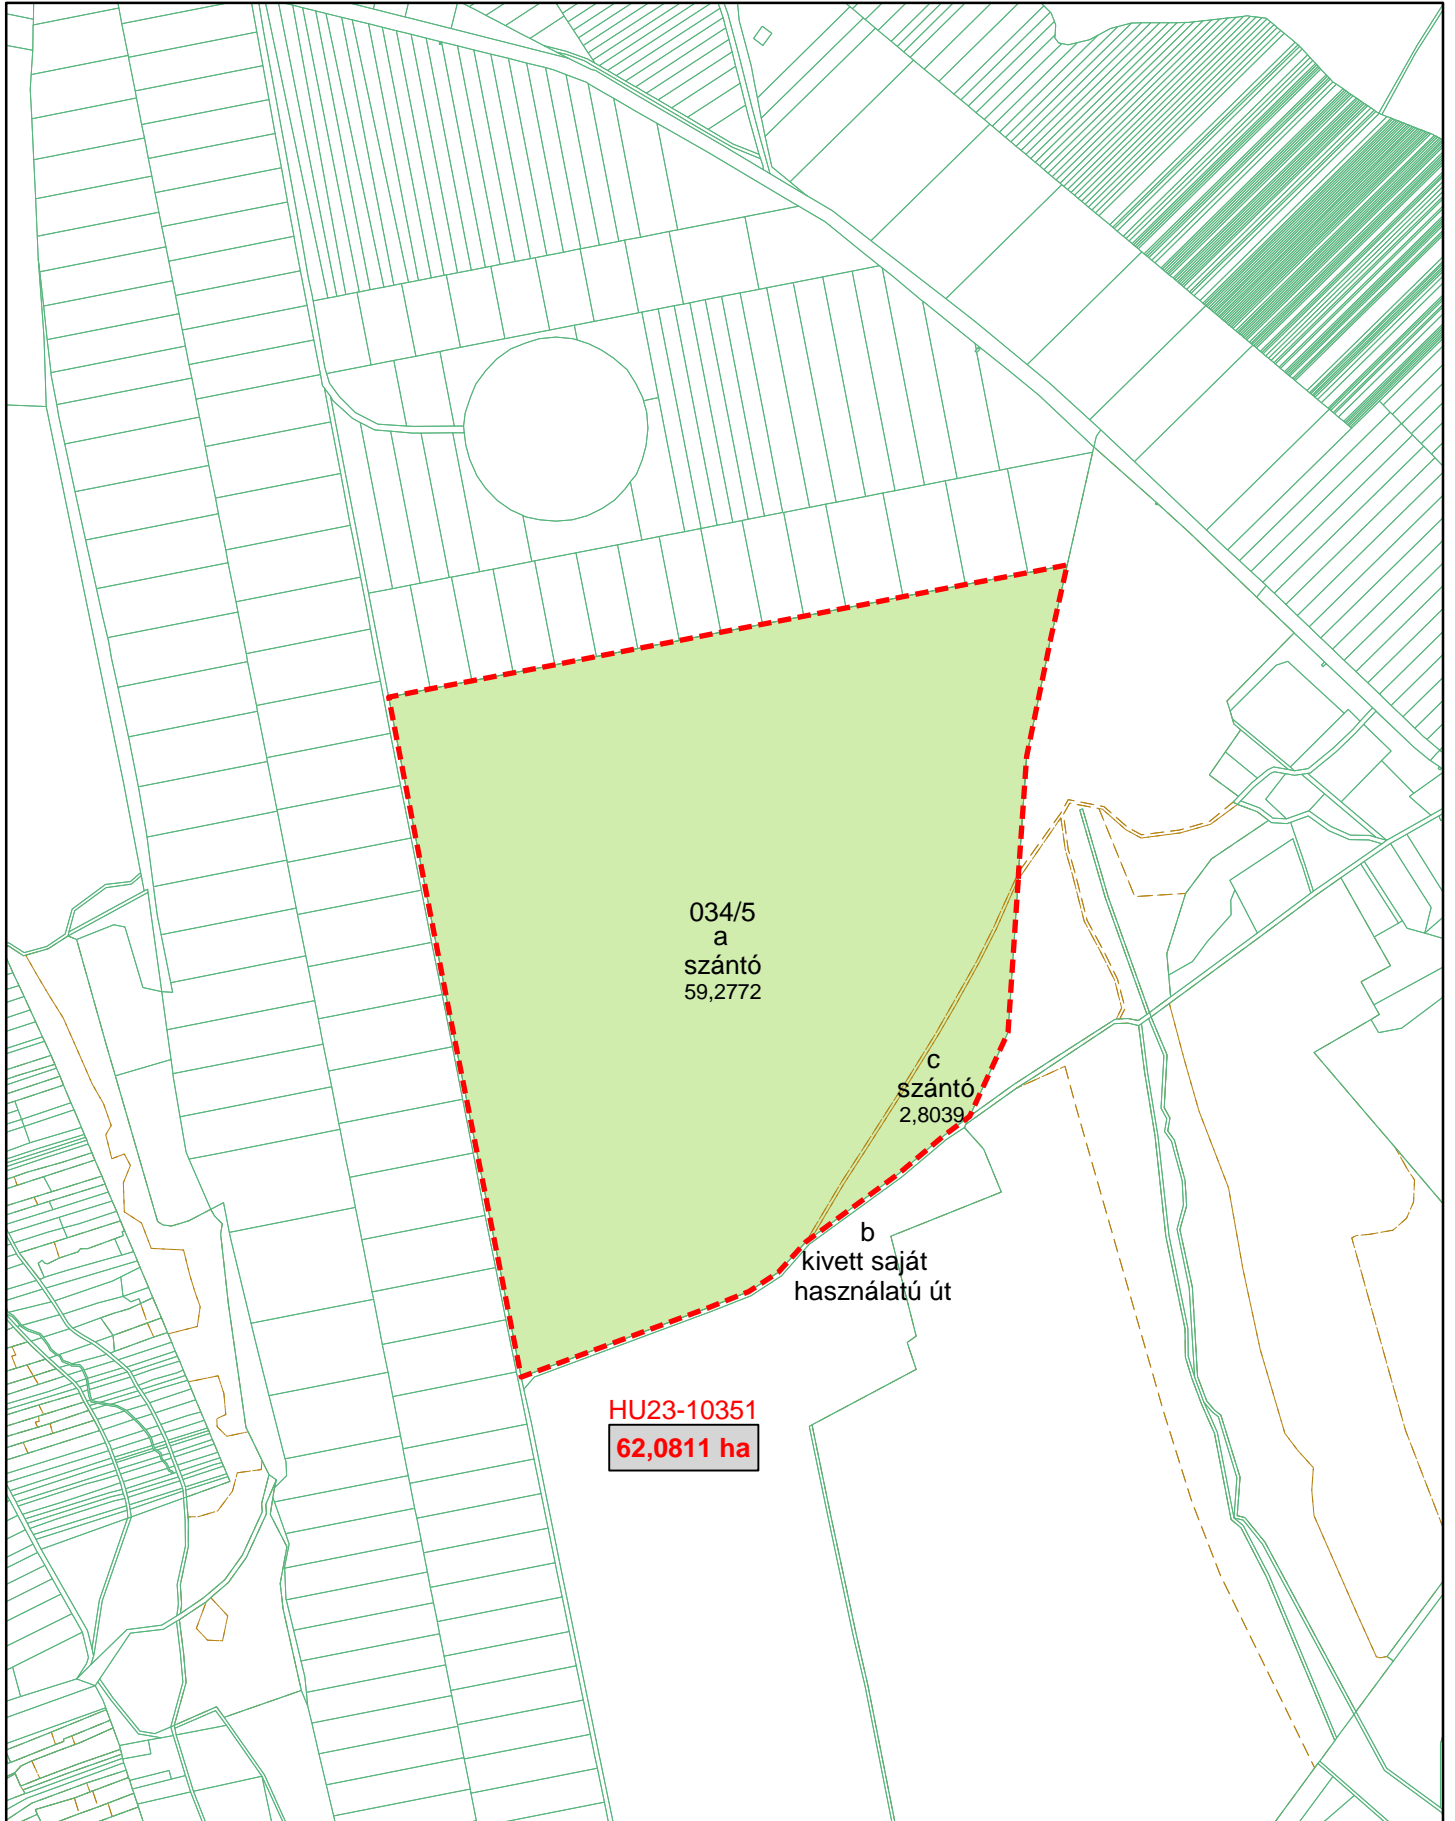 034/5
a
szántó
59,2772
c
szántó
2,8039
b
kivett saját
használatú út
HU23-10351
62,0811 ha